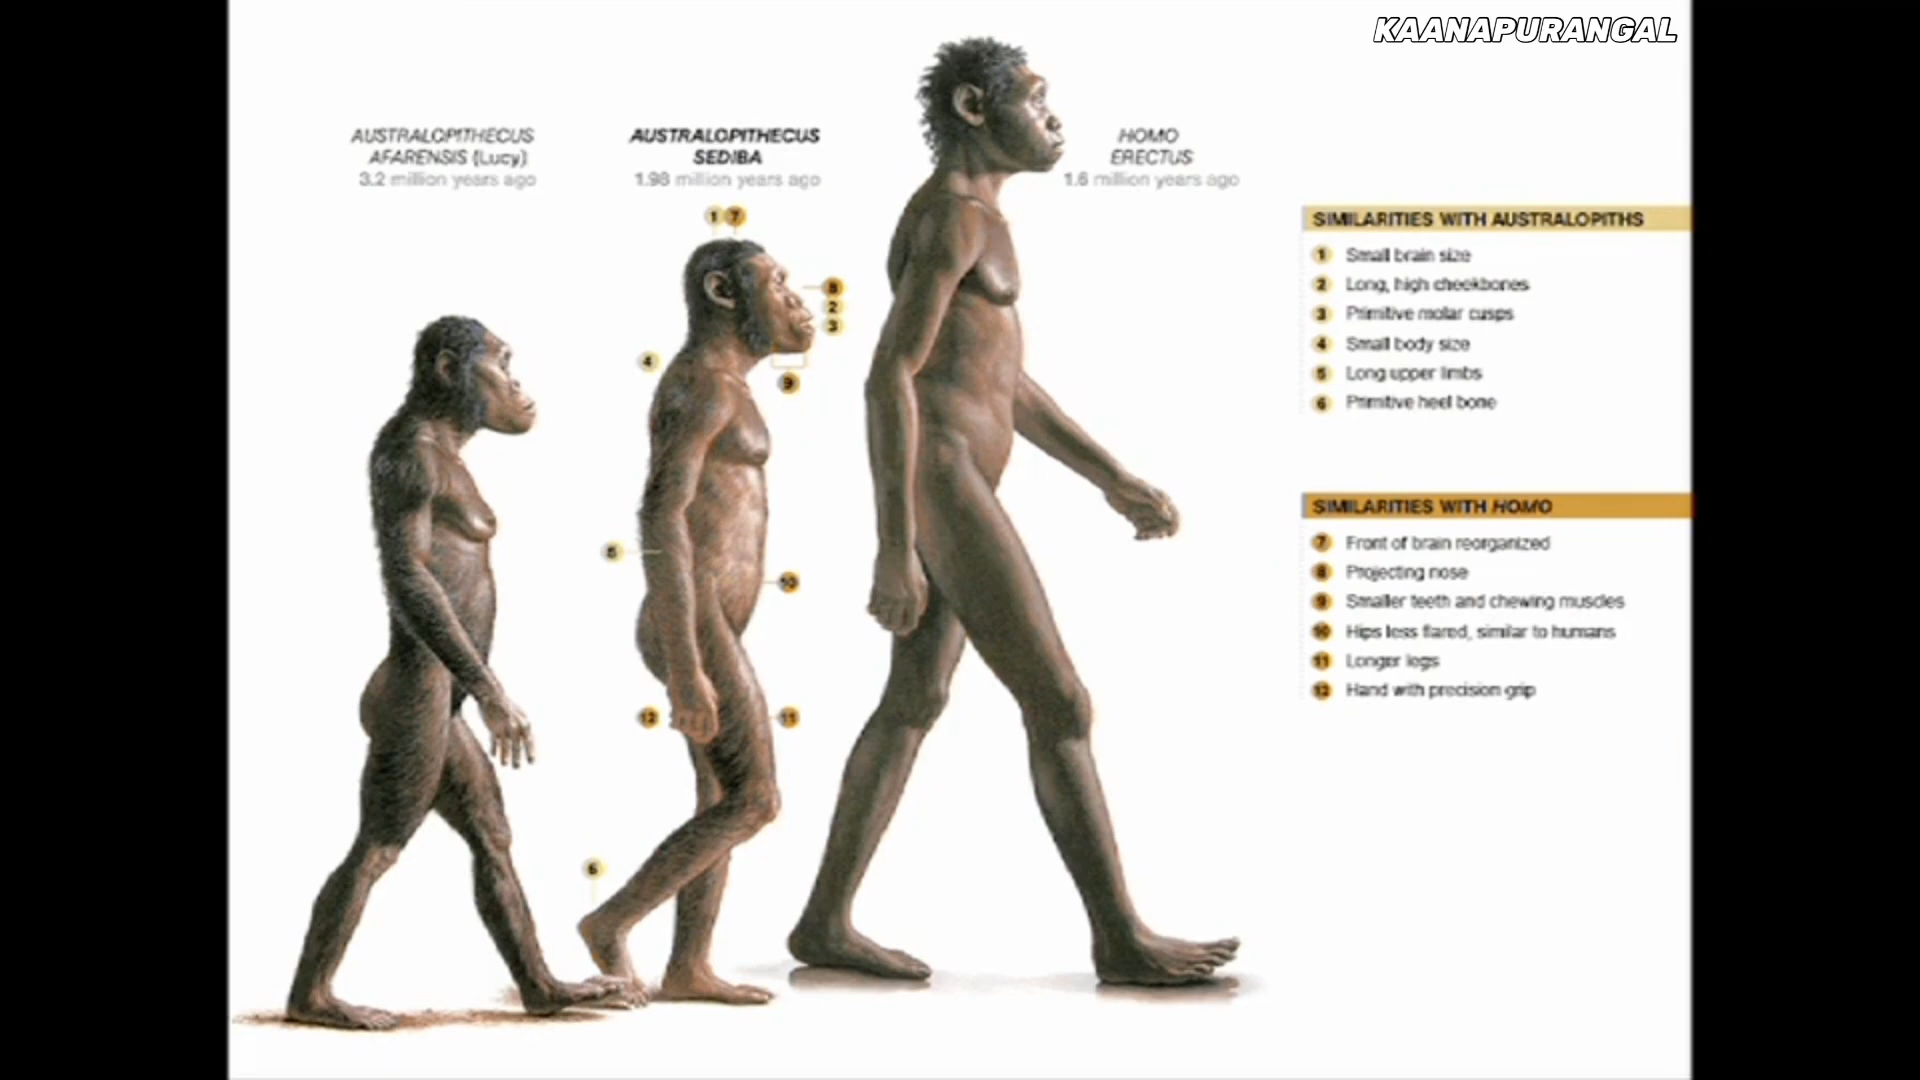 KAANAPURANGAL
AUSTRALOPITHECUS
AFARENSIS (Lucy)
3.2 million years ago
AUSTRALOPITHECUS
SEDIBA
1.98 million years ago
HOMO
ERECTUS
1.6 million years ago
1 7
8
2
3
4
9
5
10
12
11
6
SIMILARITIES WITH AUSTRALOPITHS
1 Small brain size
2 Long, high cheekbones
3 Primitive molar cusps
4 Small body size
5 Long upper limbs
6 Primitive heel bone
SIMILARITIES WITH HOMO
7 Front of brain reorganized
8 Projecting nose
9 Smaller teeth and chewing muscles
10 Hips less flared, similar to humans
11 Longer legs
12 Hand with precision grip